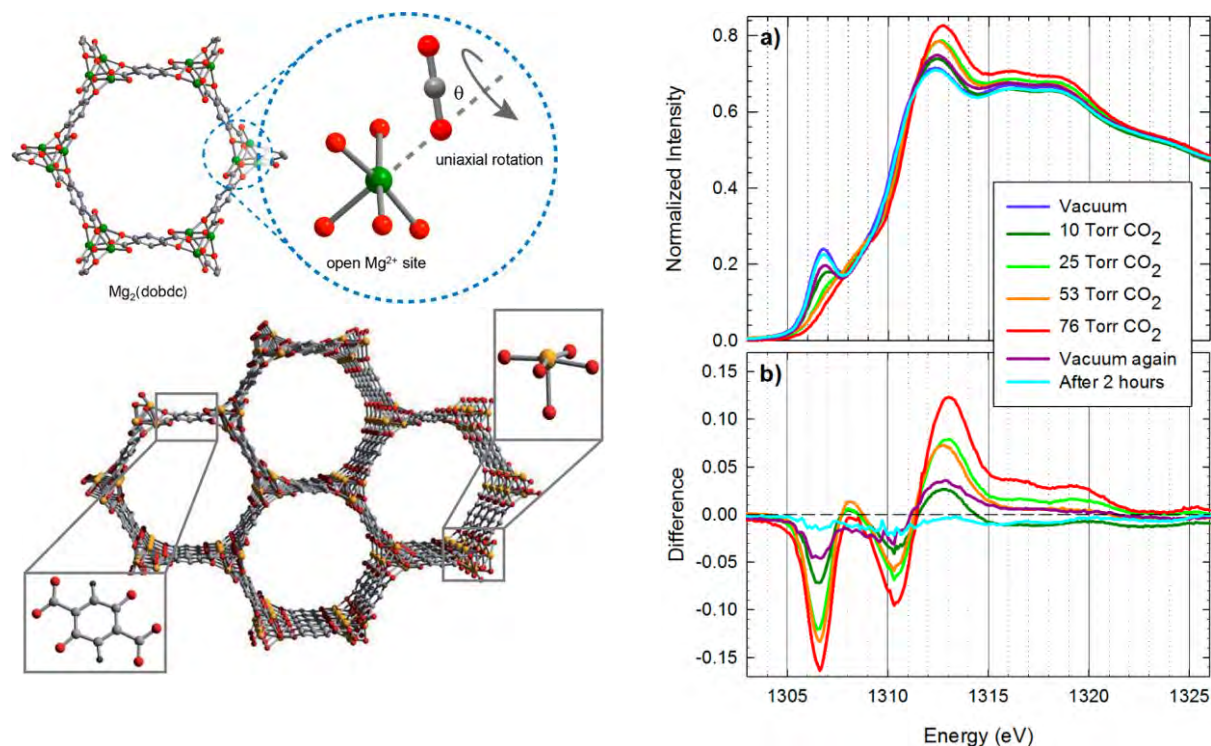 θ
uniaxial rotation
open Mg²⁺ site
Mg₂(dobdc)
a)
Normalized Intensity
0.8
0.6
0.4
0.2
0.0
Vacuum
10 Torr CO₂
25 Torr CO₂
53 Torr CO₂
76 Torr CO₂
Vacuum again
After 2 hours
b)
Difference
0.15
0.10
0.05
0.00
-0.05
-0.10
-0.15
1305 1310 1315 1320 1325
Energy (eV)